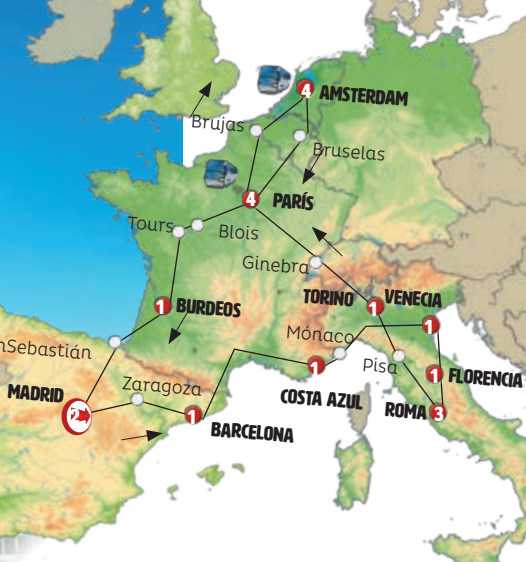 4
AMSTERDAM
Brujas
Bruselas
4
PARÍS
Tours
Blois
Ginebra
TORINO
VENECIA
1
BURDEOS
1
1
nSebastián
Mónaco
Pisa
1
1
FLORENCIA
MADRID
Zaragoza
COSTA AZUL
ROMA
3
2
1
BARCELONA